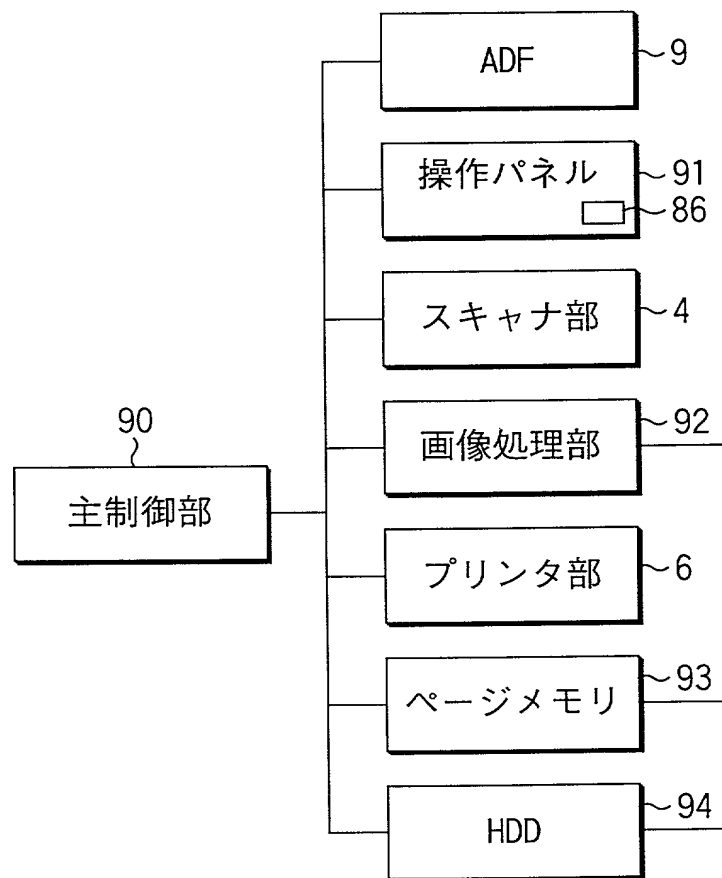 ADF
9
操作パネル
91
86
スキャナ部
4
90
主制御部
画像処理部
92
プリンタ部
6
ページメモリ
93
HDD
94